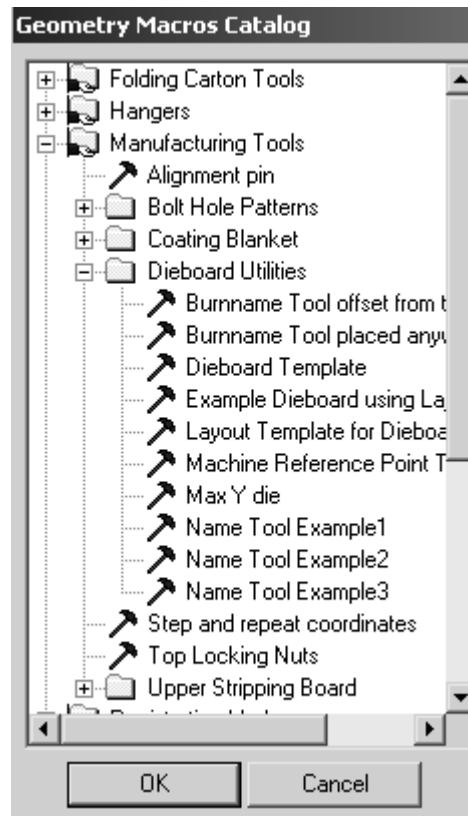 Geometry Macros Catalog
Folding Carton Tools
Hangers
Manufacturing Tools
Alignment pin
Bolt Hole Patterns
Coating Blanket
Dieboard Utilities
Burnname Tool offset from t
Burnname Tool placed anyw
Dieboard Template
Example Dieboard using La
Layout Template for Dieboa
Machine Reference Point T
Max Y die
Name Tool Example1
Name Tool Example2
Name Tool Example3
Step and repeat coordinates
Top Locking Nuts
Upper Stripping Board
OK
Cancel